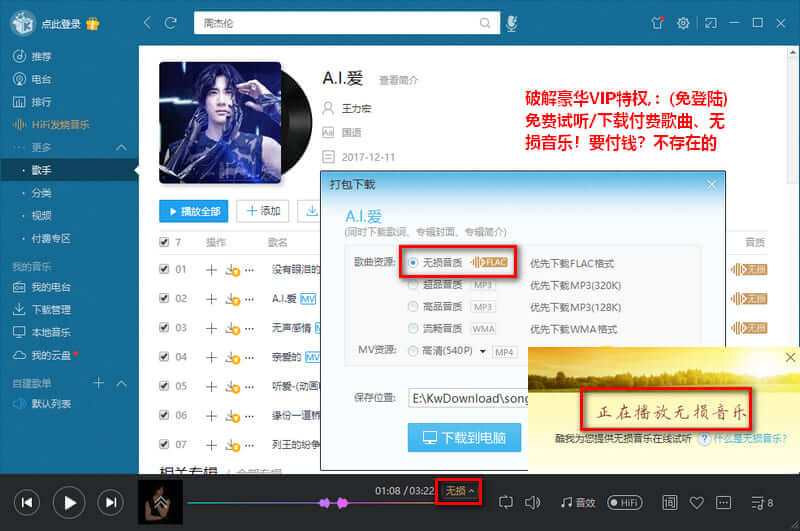 点此登录
周杰伦
推荐
电台
排行
HiFi发烧音乐
更多
歌手
分类
视频
付费专区
我的音乐
我的电台
下载管理
本地音乐
我的云盘
自建歌单
默认列表
A.I.爱
查看简介
王力宏
国语
2017-12-11
破解豪华VIP特权,：(免登陆)
免费试听/下载付费歌曲、无
损音乐！要付钱？不存在的
播放全部
添加
7 操作 歌名 音质
01 没有眼泪的 无损
02 A.I.爱 MV 无损
03 无声感情 无损
04 亲爱的 MV
05 听爱-(动画
06 缘份一道桥
07 列王的纷争
相关专辑 / 全部专辑
打包下载
A.I.爱
(同时下载歌词、专辑封面、专辑简介)
歌曲资源: 无损音质 FLAC 优先下载FLAC格式
超品音质 MP3 优先下载MP3(320K)
高品音质 MP3 优先下载MP3(128K)
流畅音质 WMA 优先下载WMA格式
MV资源: 高清(540P) MP4
保存位置: E:\KwDownload\song
下载到电脑
正在播放无损音乐
酷我为您提供无损音乐在线试听 ? 什么是无损音乐?
01:08 / 03:22 无损
音效
HiFi
词
8